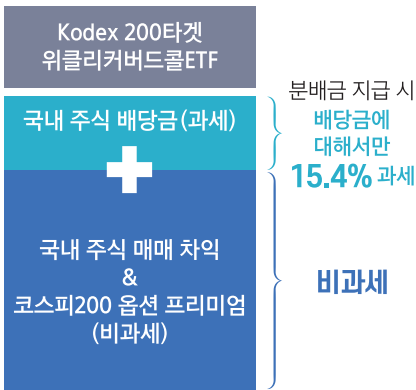 Kodex 200타겟
위클리커버드콜ETF
국내 주식 배당금(과세)
분배금 지급 시
배당금에
대해서만
15.4% 과세
국내 주식 매매 차익
&
코스피200 옵션 프리미엄
(비과세)
비과세